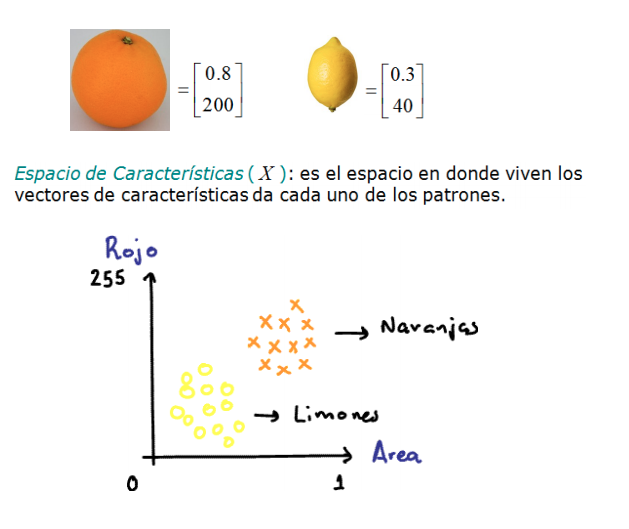 = [0.8 200] = [0.3 40]
Espacio de Características ( X ): es el espacio en donde viven los
vectores de características da cada uno de los patrones.
Rojo
255
Naranjas
Limones
Area
0 1